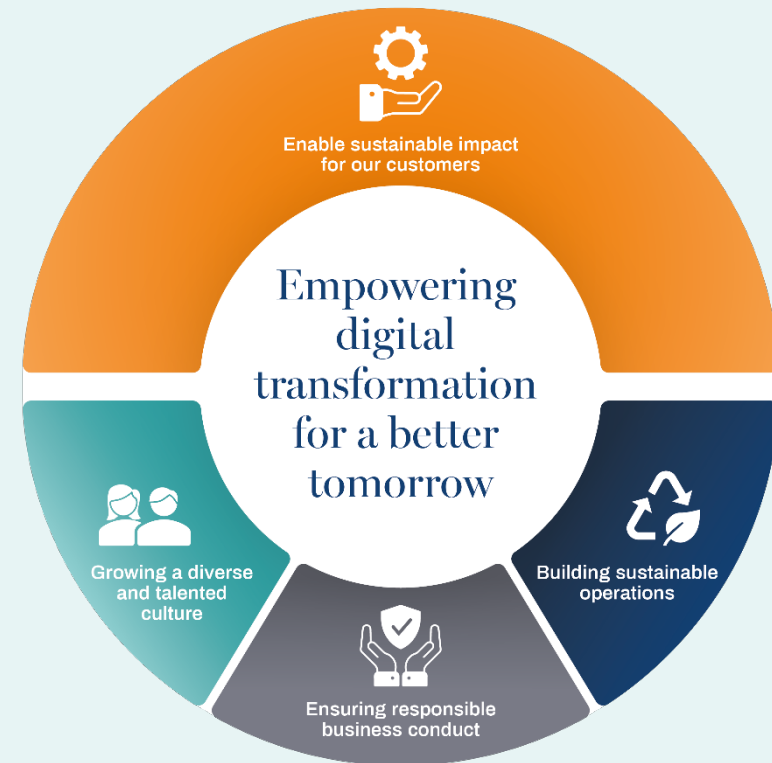 Enable sustainable impact
for our customers
Empowering
digital
transformation
for a better
tomorrow
Growing a diverse
and talented
culture
Building sustainable
operations
Ensuring responsible
business conduct